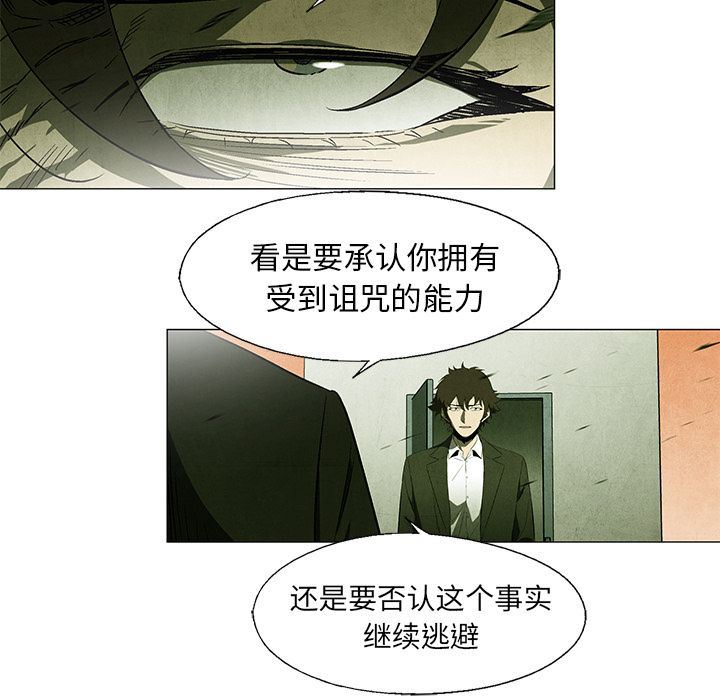 看是要承认你拥有
受到诅咒的能力
还是要否认这个事实
继续逃避